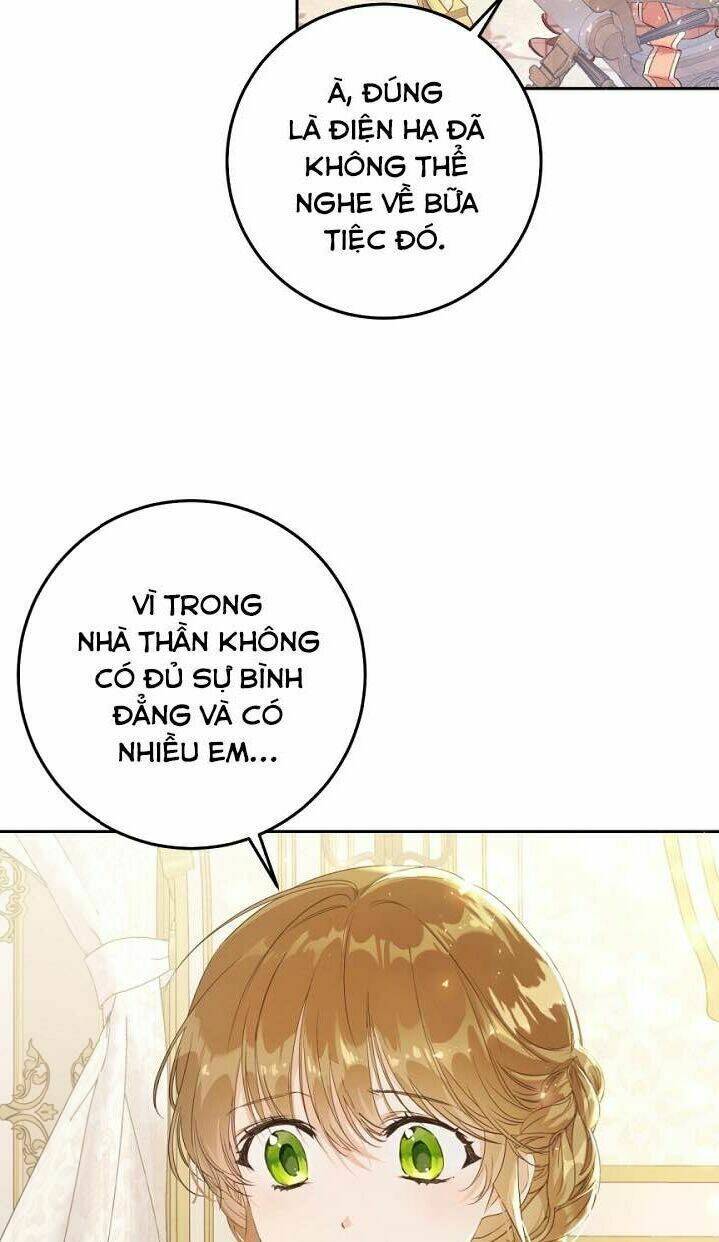 À, ĐÚNG
LÀ ĐIỆN HẠ ĐÃ
KHÔNG THỂ
NGHE VỀ BỮA
TIỆC ĐÓ.
VÌ TRONG
NHÀ THẦN KHÔNG
CÓ ĐỦ SỰ BÌNH
ĐẲNG VÀ CÓ
NHIỀU EM...